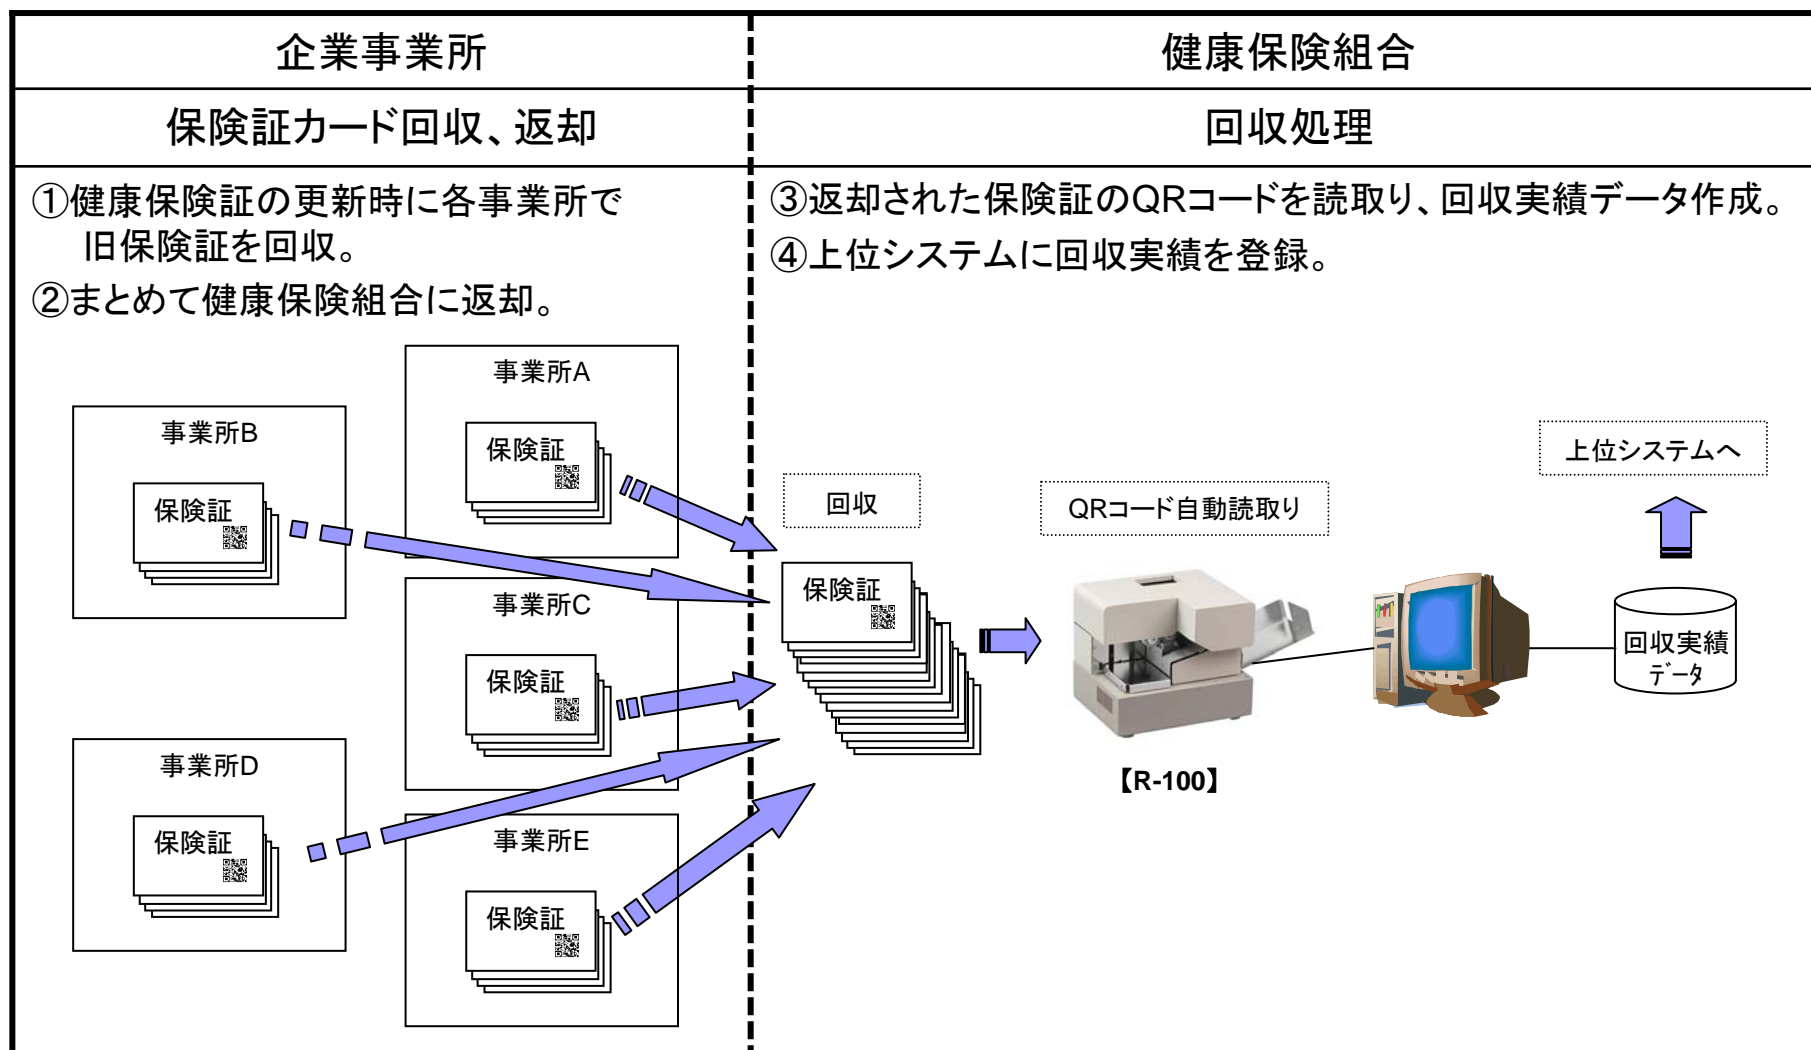 企業事業所
健康保険組合
保険証カード回収、返却
回収処理
①健康保険証の更新時に各事業所で
旧保険証を回収。
②まとめて健康保険組合に返却。
③返却された保険証のQRコードを読取り、回収実績データ作成。
④上位システムに回収実績を登録。
事業所A
保険証
事業所B
保険証
事業所C
保険証
事業所D
保険証
事業所E
保険証
回収
保険証
QRコード自動読取り
【R-100】
上位システムへ
回収実績
データ